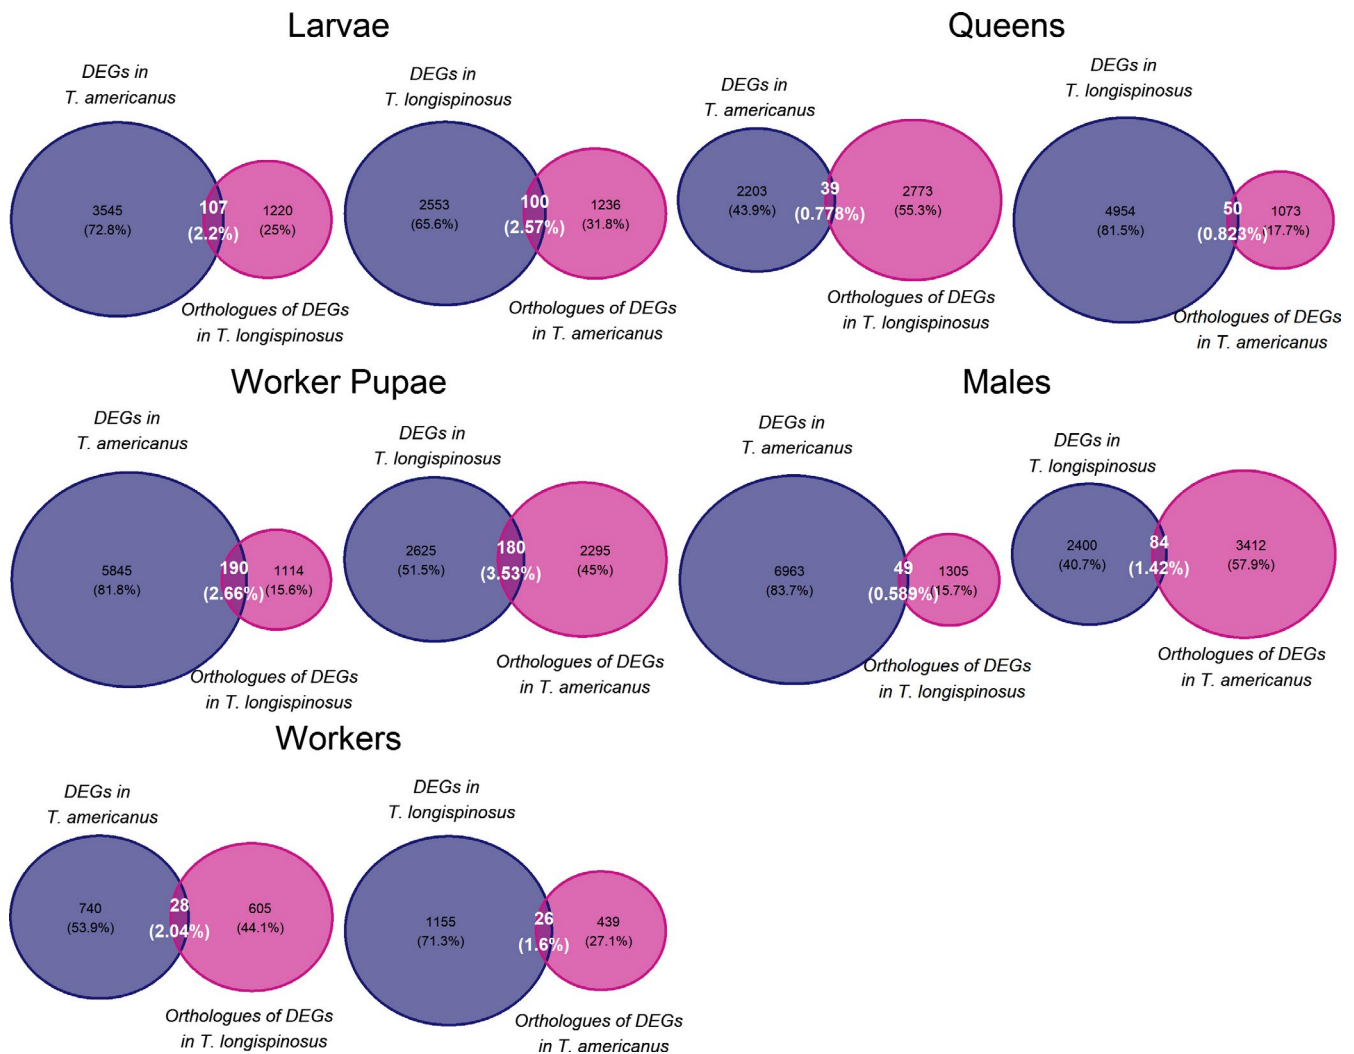 Larvae
DEGs in
T. americanus
3545
(72.8%)
107
(2.2%)
1220
(25%)
Orthologues of DEGs
in T. longispinosus
DEGs in
T. longispinosus
2553
(65.6%)
100
(2.57%)
1236
(31.8%)
Orthologues of DEGs
in T. americanus
Queens
DEGs in
T. americanus
2203
(43.9%)
39
(0.778%)
2773
(55.3%)
Orthologues of DEGs
in T. longispinosus
DEGs in
T. longispinosus
4954
(81.5%)
50
(0.823%)
1073
(17.7%)
Orthologues of DEGs
in T. americanus
Worker Pupae
DEGs in
T. americanus
5845
(81.8%)
190
(2.66%)
1114
(15.6%)
Orthologues of DEGs
in T. longispinosus
DEGs in
T. longispinosus
2625
(51.5%)
180
(3.53%)
2295
(45%)
Orthologues of DEGs
in T. americanus
Males
DEGs in
T. americanus
6963
(83.7%)
49
(0.589%)
1305
(15.7%)
Orthologues of DEGs
in T. longispinosus
DEGs in
T. longispinosus
2400
(40.7%)
84
(1.42%)
3412
(57.9%)
Orthologues of DEGs
in T. americanus
Workers
DEGs in
T. americanus
740
(53.9%)
28
(2.04%)
605
(44.1%)
Orthologues of DEGs
in T. longispinosus
DEGs in
T. longispinosus
1155
(71.3%)
26
(1.6%)
439
(27.1%)
Orthologues of DEGs
in T. americanus